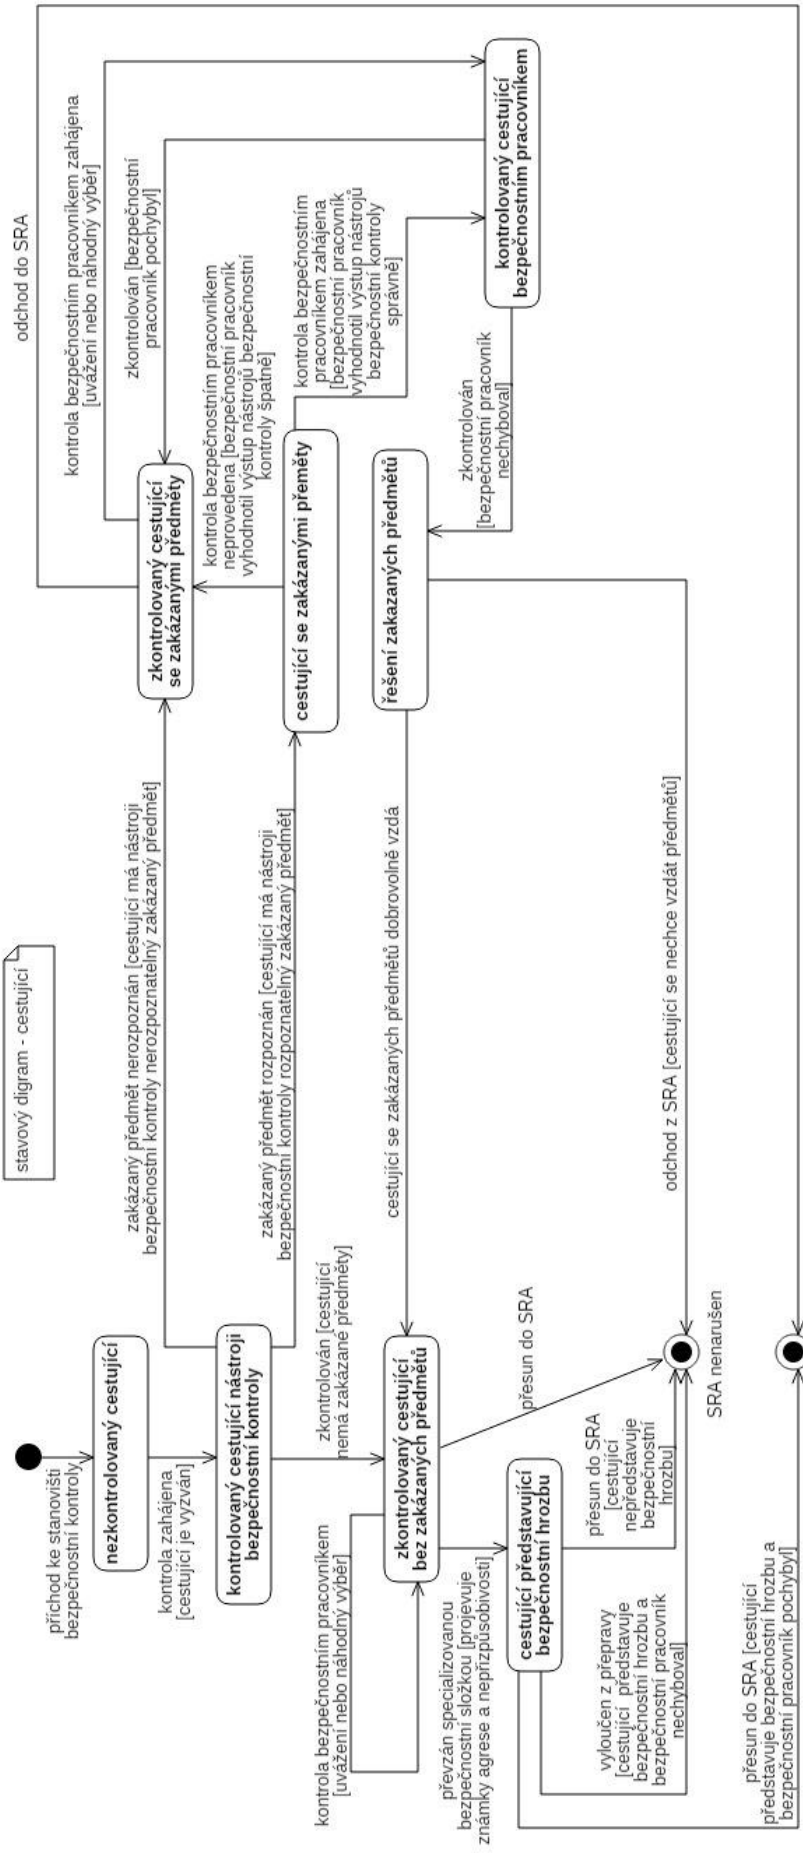 stavový digram - cestující
příchod ke stanovišti
bezpečnostní kontroly
nezkontrolovaný cestující
kontrola zahájena
[cestující je vyzván]
kontrolovaný cestující nástroji
bezpečnostní kontroly
zakázaný předmět nerozpoznán [cestující má nástroji
bezpečnostní kontroly nerozpoznatelný zakázaný předmět]
zakázaný předmět rozpoznán [cestující má nástroji
bezpečnostní kontroly rozpoznatelný zakázaný předmět]
zkontrolován [cestující
nemá zakázané předměty]
zkontrolovaný cestující
se zakázanými předměty
odchod do SRA
kontrola bezpečnostním pracovníkem zahájena
[uvážení nebo náhodný výběr]
zkontrolován [bezpečnostní
pracovník pochybyl]
kontrola bezpečnostním pracovníkem
neprovedena [bezpečnostní pracovník
vyhodnotil výstup nástrojů bezpečnostní
kontroly špatně]
cestující se zakázanými přeměty
kontrola bezpečnostním
pracovníkem zahájena
[bezpečnostní pracovník
vyhodnotil výstup nástrojů
bezpečnostní kontroly
správně]
kontrolovaný cestující
bezpečnostním pracovníkem
zkontrolován
[bezpečnostní pracovník
nechyboval]
řešení zakazaných předmětů
cestující se zakázaných předmětů dobrovolně vzdá
odchod z SRA [cestující se nechce vzdát předmětů]
kontrola bezpečnostním pracovníkem
[uvážení nebo náhodný výběr]
zkontrolovaný cestující
bez zakázaných předmětů
přesun do SRA
převzán specializovanou
bezpečnostní složkou [projevuje
známky agrese a nepřizpůsobivosti]
cestující představující
bezpečnostní hrozbu
přesun do SRA
[cestující
nepředstavuje
bezpečnostní
hrozbu]
SRA nenarušen
vyloučen z přepravy
[cestující představuje
bezpečnostní hrozbu a
bezpečnostní pracovník
nechyboval]
přesun do SRA [cestující
představuje bezpečnostní hrozbu a
bezpečnostní pracovník pochybyl]